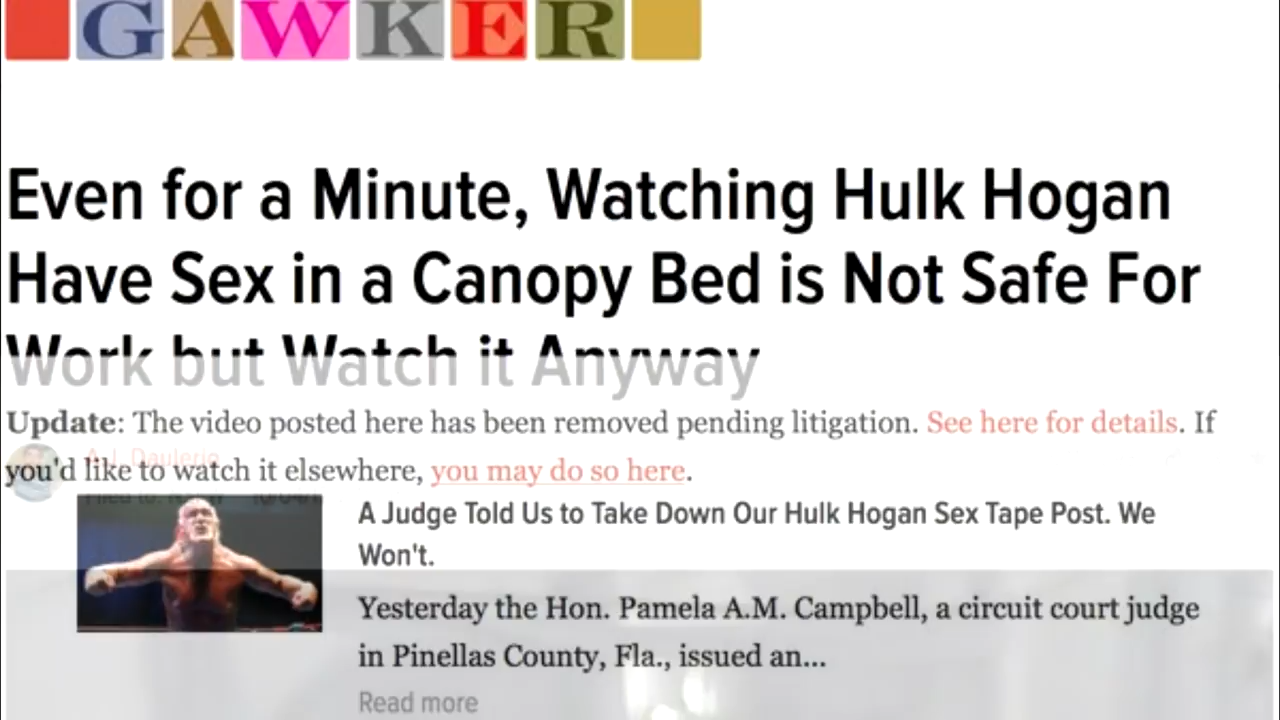 GAWKER
Even for a Minute, Watching Hulk Hogan
Have Sex in a Canopy Bed is Not Safe For
Work but Watch it Anyway
Update: The video posted here has been removed pending litigation. See here for details. If
A.J. Daulerio
you'd like to watch it elsewhere, you may do so here.
A Judge Told Us to Take Down Our Hulk Hogan Sex Tape Post. We
Won't.
Yesterday the Hon. Pamela A.M. Campbell, a circuit court judge
in Pinellas County, Fla., issued an...
Read more